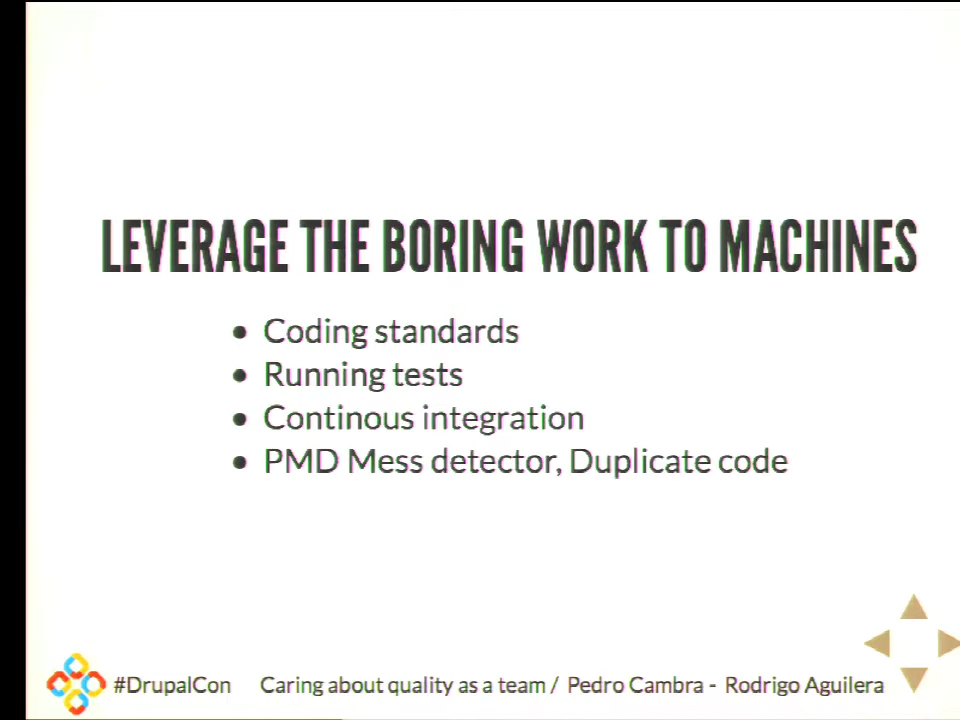 LEVERAGE THE BORING WORK TO MACHINES
Coding standards
Running tests
Continous integration
PMD Mess detector, Duplicate code
#DrupalCon Caring about quality as a team / Pedro Cambra - Rodrigo Aguilera